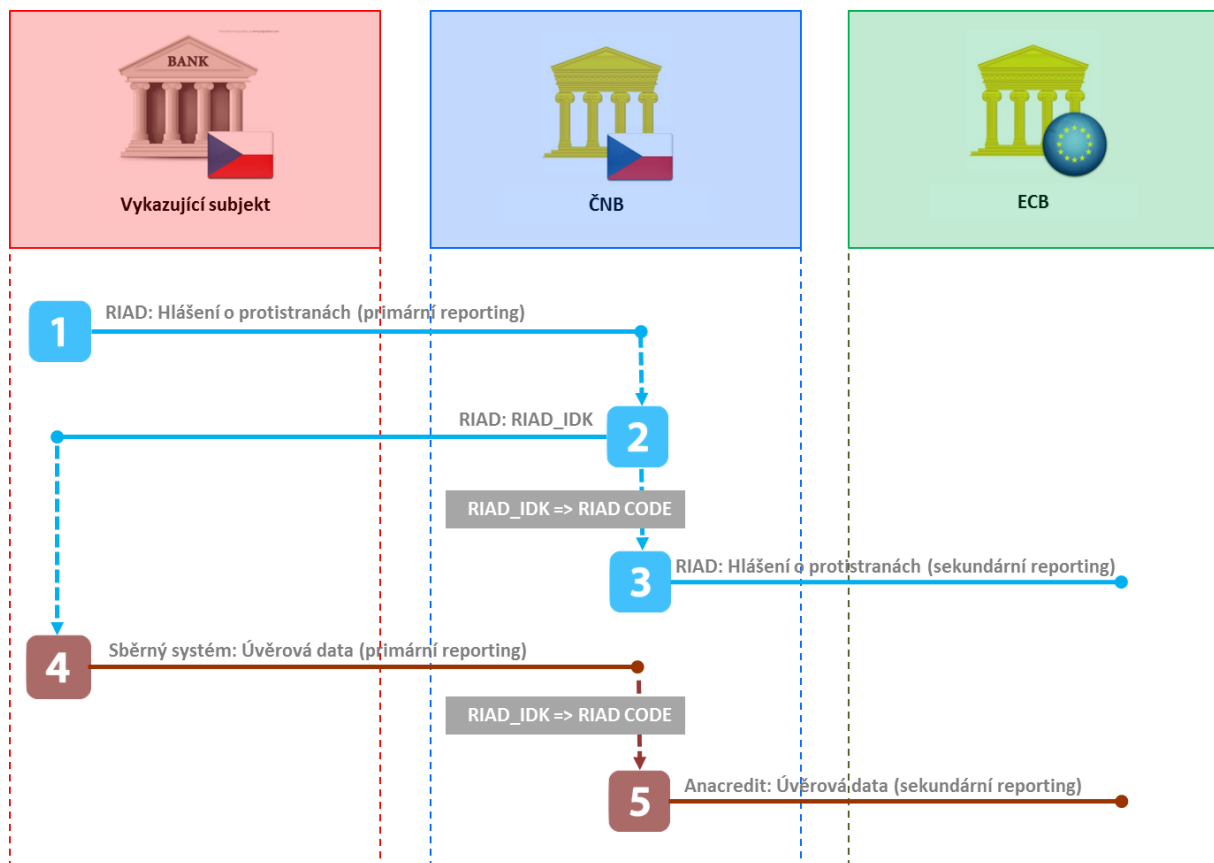 BANK
Vykazující subjekt
ČNB
ECB
1
RIAD: Hlášení o protistranách (primární reporting)
RIAD: RIAD_IDK
2
RIAD_IDK => RIAD CODE
3
RIAD: Hlášení o protistranách (sekundární reporting)
4
Sběrný systém: Úvěrová data (primární reporting)
RIAD_IDK => RIAD CODE
5
Anacredit: Úvěrová data (sekundární reporting)